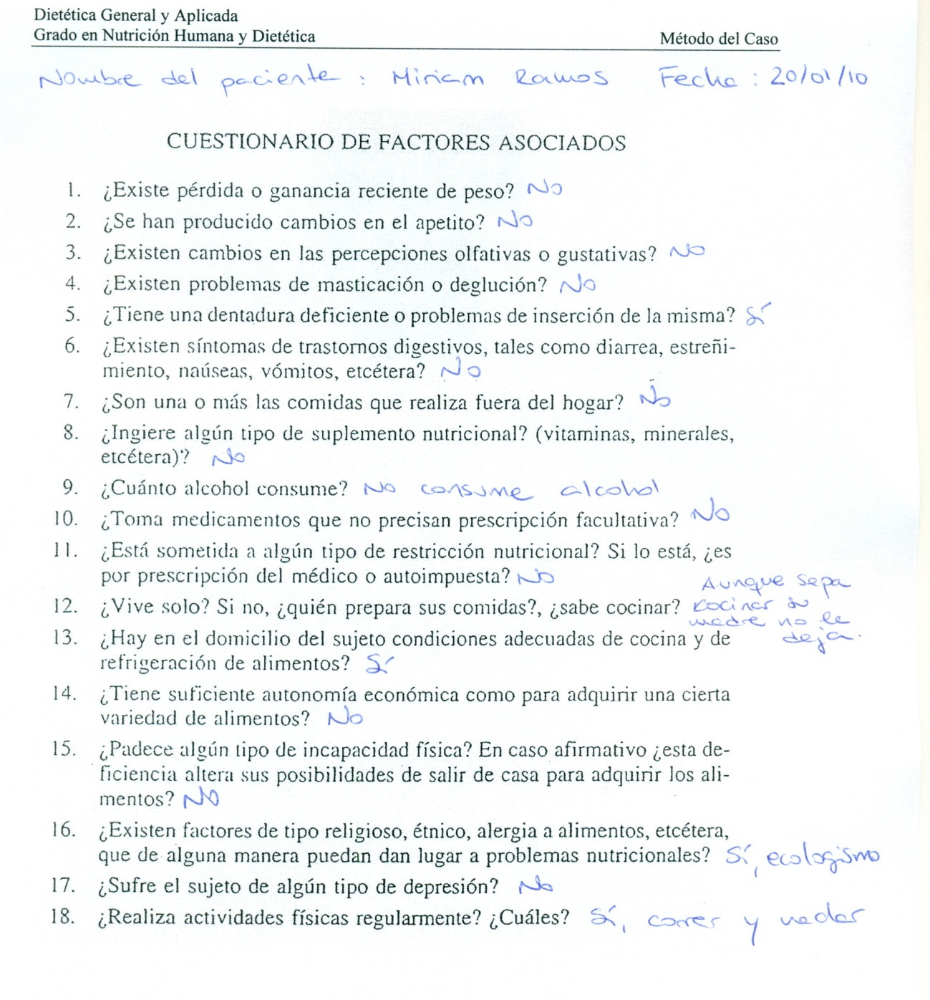 Dietética General y Aplicada
Grado en Nutrición Humana y Dietética Método del Caso
Nombre del paciente : Miriam Ramos Fecha : 20/01/10
CUESTIONARIO DE FACTORES ASOCIADOS
1. ¿Existe pérdida o ganancia reciente de peso? No
2. ¿Se han producido cambios en el apetito? No
3. ¿Existen cambios en las percepciones olfativas o gustativas? No
4. ¿Existen problemas de masticación o deglución? No
5. ¿Tiene una dentadura deficiente o problemas de inserción de la misma? Sí
6. ¿Existen síntomas de trastornos digestivos, tales como diarrea, estreñi-
miento, naúseas, vómitos, etcétera? No
7. ¿Son una o más las comidas que realiza fuera del hogar? No
8. ¿Ingiere algún tipo de suplemento nutricional? (vitaminas, minerales,
etcétera)? No
9. ¿Cuánto alcohol consume? No consume alcohol
10. ¿Toma medicamentos que no precisan prescripción facultativa? No
11. ¿Está sometida a algún tipo de restricción nutricional? Si lo está, ¿es
por prescripción del médico o autoimpuesta? No
12. ¿Vive solo? Si no, ¿quién prepara sus comidas?, ¿sabe cocinar? Aunque sepa
cocinar su
madre no le
deja.
13. ¿Hay en el domicilio del sujeto condiciones adecuadas de cocina y de
refrigeración de alimentos? Sí
14. ¿Tiene suficiente autonomía económica como para adquirir una cierta
variedad de alimentos? No
15. ¿Padece algún tipo de incapacidad física? En caso afirmativo ¿esta de-
ficiencia altera sus posibilidades de salir de casa para adquirir los ali-
mentos? NO
16. ¿Existen factores de tipo religioso, étnico, alergia a alimentos, etcétera,
que de alguna manera puedan dan lugar a problemas nutricionales? Sí, ecologismo
17. ¿Sufre el sujeto de algún tipo de depresión? No
18. ¿Realiza actividades físicas regularmente? ¿Cuáles? Sí, correr y nadar